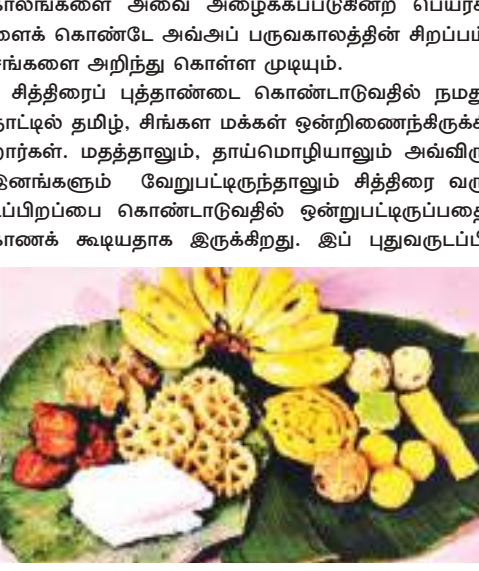 காலங்களை அவை அழைக்கப்படுகின்ற பெயர்க
ளைக் கொண்டே அவ்அப் பருவகாலத்தின் சிறப்பம்
சங்களை அறிந்து கொள்ள முடியும்.
சித்திரைப் புத்தாண்டை கொண்டாடுவதில் நமது
நாட்டில் தமிழ், சிங்கள மக்கள் ஒன்றிணைந்கிருக்கி
றார்கள். மதத்தாலும், தாய்மொழியாலும் அவ்விரு
இனங்களும் வேறுபட்டிருந்தாலும் சித்திரை வரு
டப்பிறப்பை கொண்டாடுவதில் ஒன்றுபட்டிருப்பதை
காணக் கூடியதாக இருக்கிறது. இப் புதுவருடப்பி